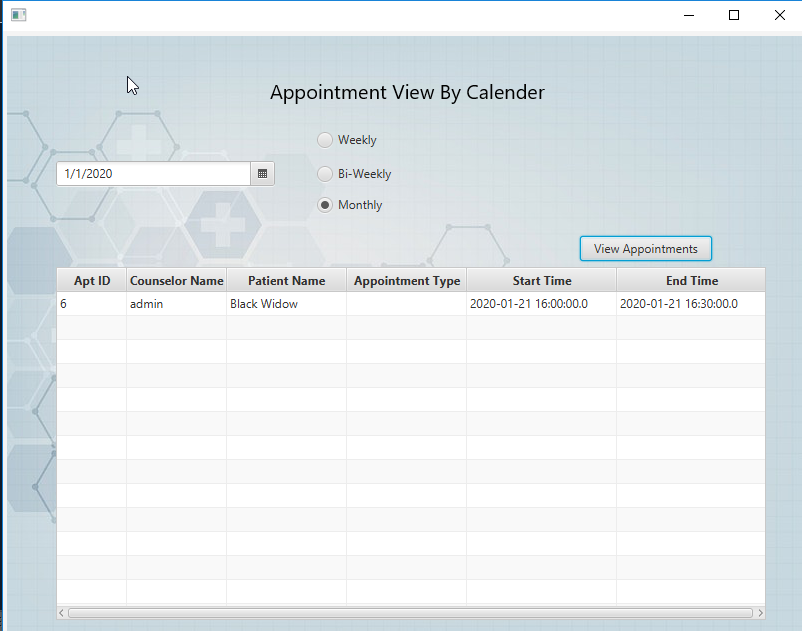 Appointment View By Calender
Weekly
1/1/2020
Bi-Weekly
Monthly
View Appointments
Apt ID Counselor Name Patient Name Appointment Type Start Time End Time
6 admin Black Widow 2020-01-21 16:00:00.0 2020-01-21 16:30:00.0